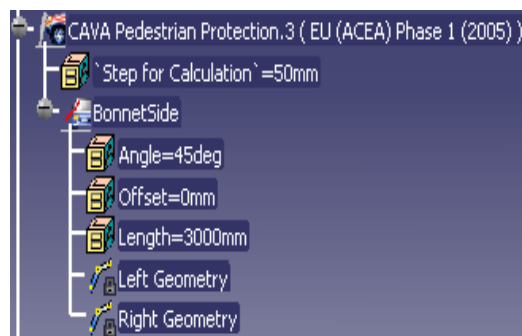 CAVA Pedestrian Protection.3 ( EU (ACEA) Phase 1 (2005) )
`Step for Calculation`=50mm
BonnetSide
Angle=45deg
Offset=0mm
Length=3000mm
Left Geometry
Right Geometry